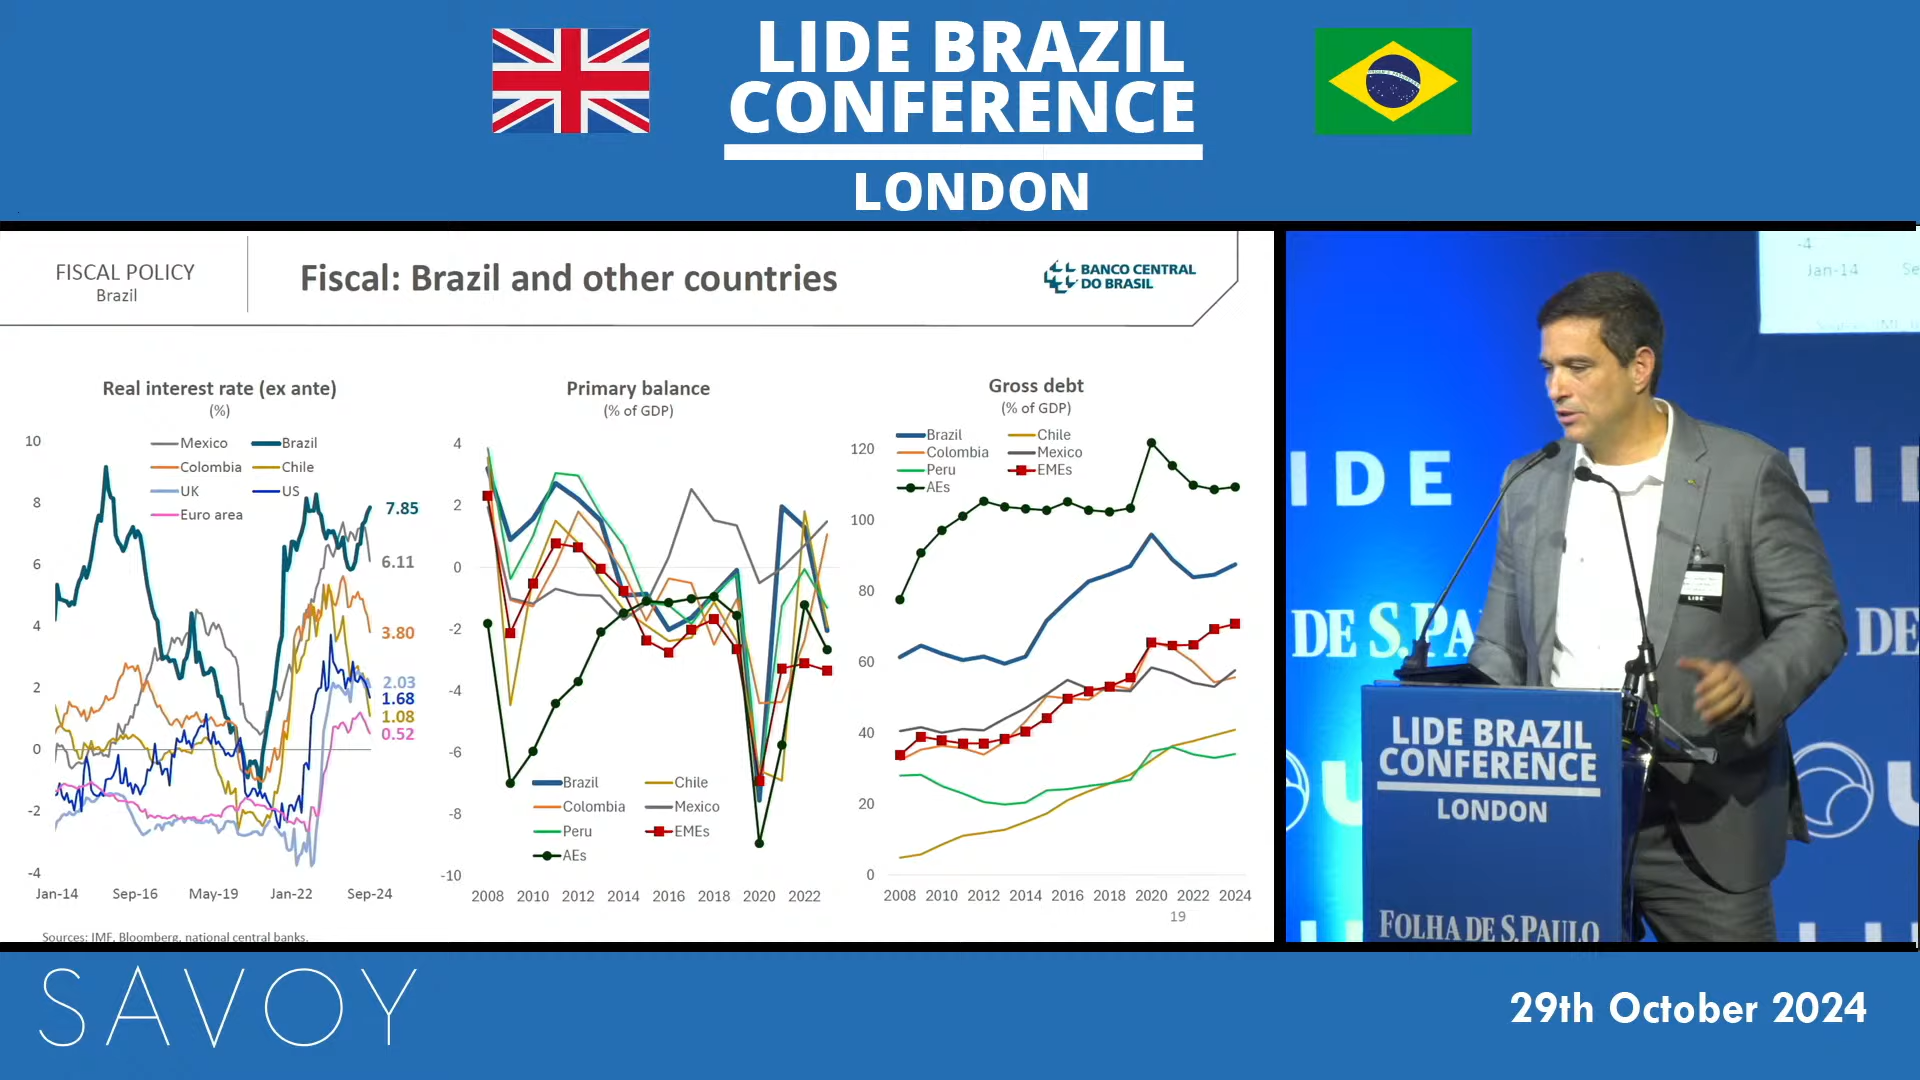 LIDE BRAZIL
CONFERENCE
LONDON
FISCAL POLICY
Brazil
Fiscal: Brazil and other countries
BANCO CENTRAL
DO BRASIL
Real interest rate (ex ante)
(%)
Mexico Brazil
Colombia Chile
UK US
Euro area
10
8
6
4
2
0
-2
-4
7.85
6.11
3.80
2.03
1.68
1.08
0.52
Jan-14 Sep-16 May-19 Jan-22 Sep-24
Sources: IMF, Bloomberg, national central banks.
Primary balance
(% of GDP)
4
2
0
-2
-4
-6
-8
-10
Brazil Chile
Colombia Mexico
Peru EMEs
AEs
2008 2010 2012 2014 2016 2018 2020 2022
Gross debt
(% of GDP)
Brazil Chile
Colombia Mexico
Peru EMEs
AEs
120
100
80
60
40
20
0
2008 2010 2012 2014 2016 2018 2020 2022 2024
19
-4
Jan-14 Se
IDE LI
DE S.PA DE
U U
LIDE
LIDE BRAZIL
CONFERENCE
LONDON
FOLHA DE S.PAULO
SAVOY
29th October 2024